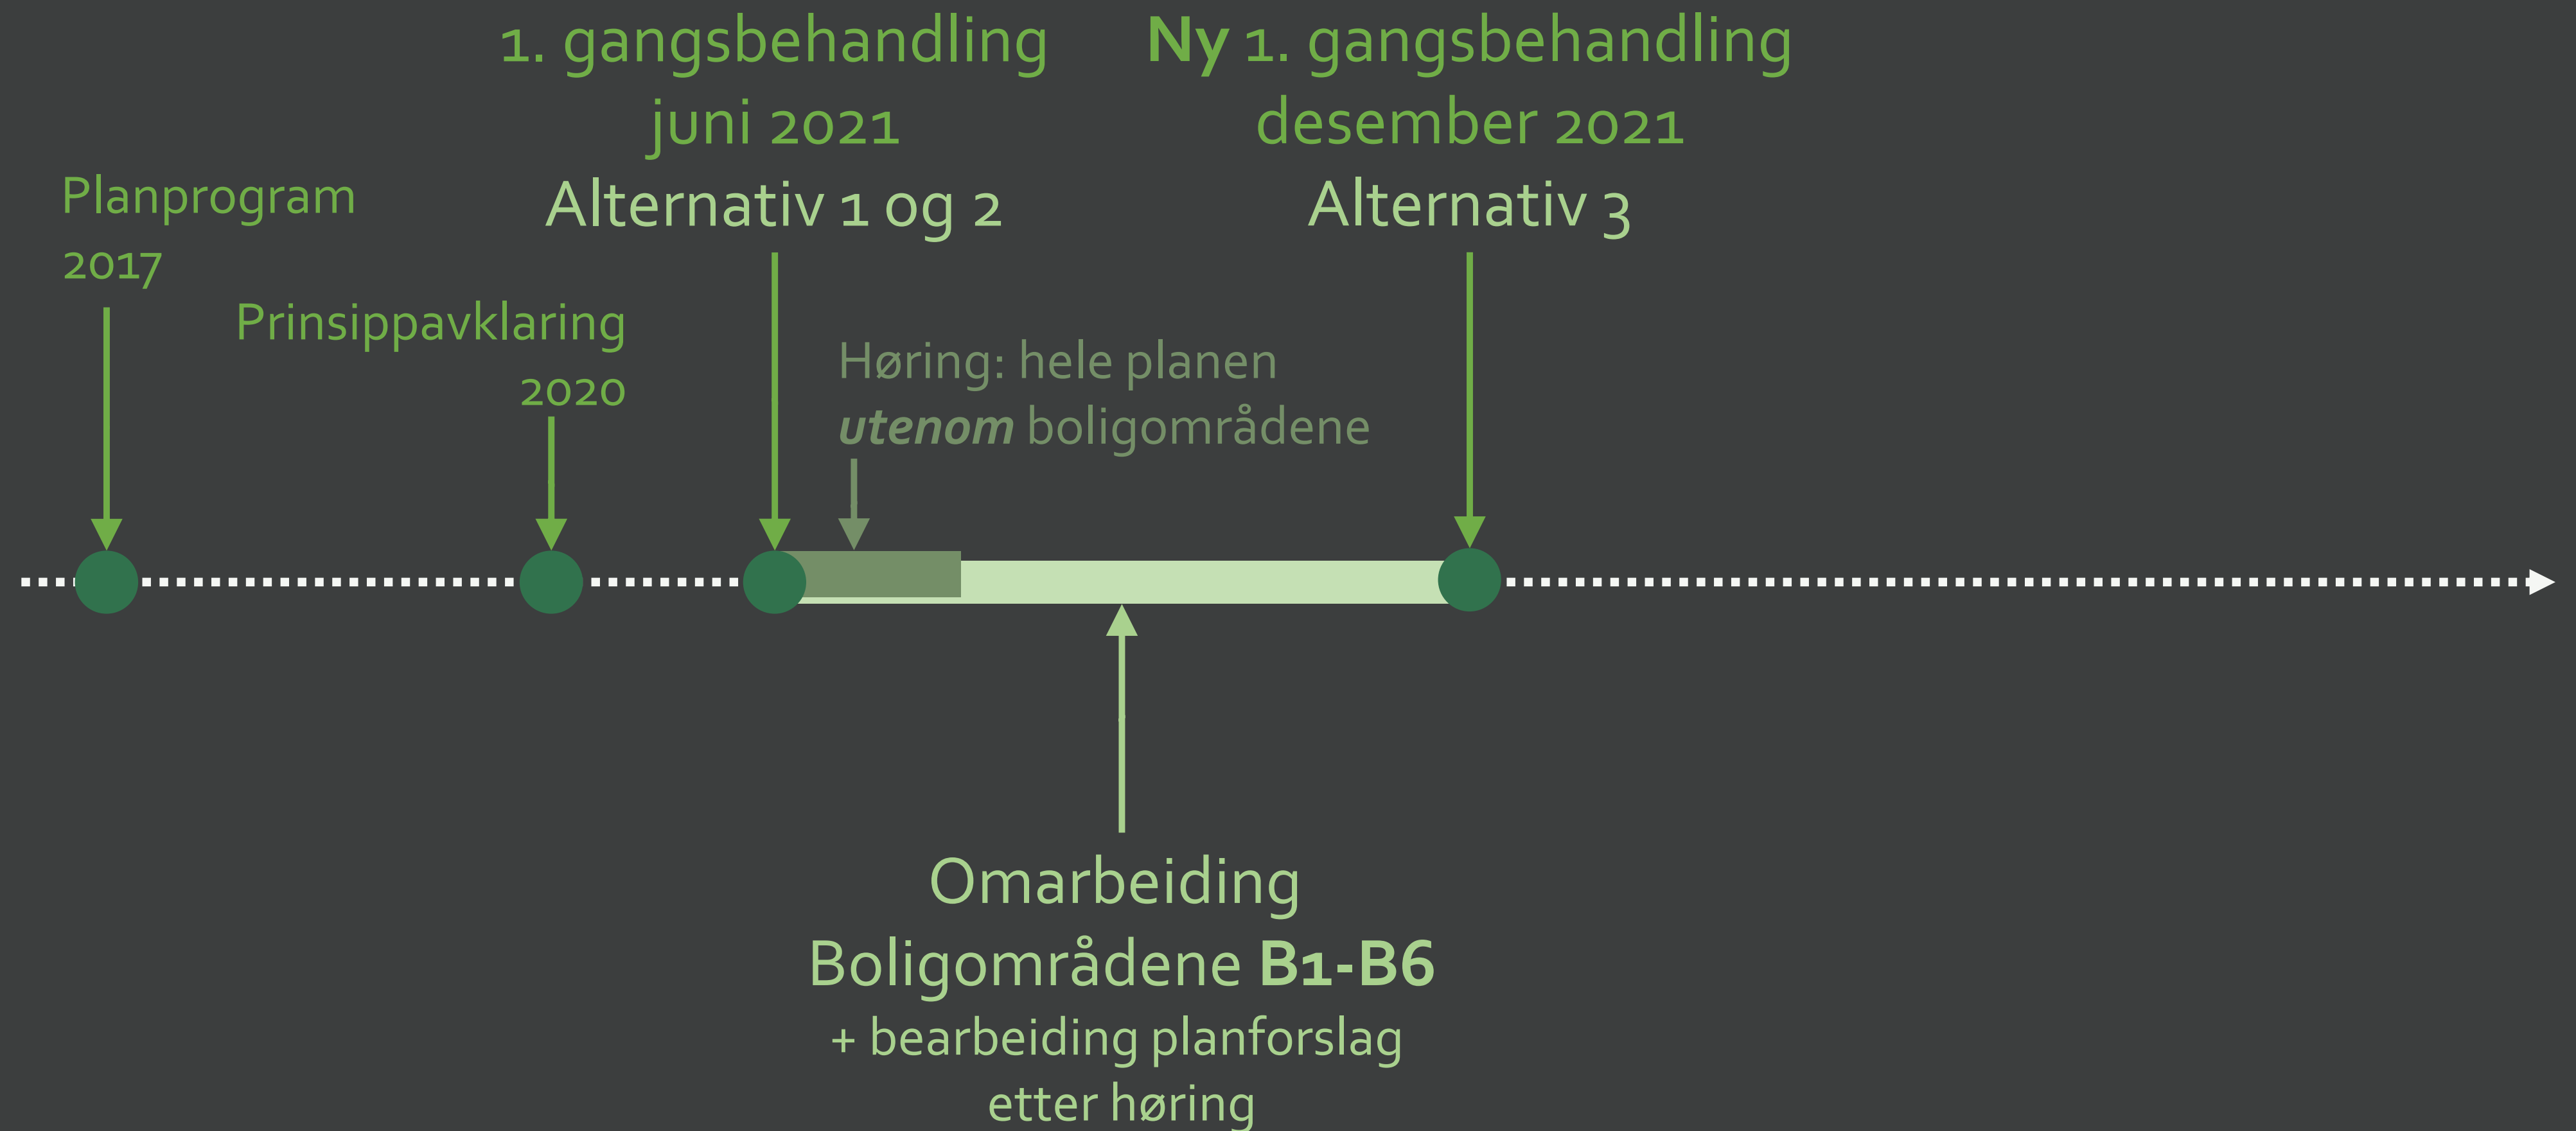 Planprogram
2017
Prinsippavklaring
2020
1. gangsbehandling
juni 2021
Alternativ 1 og 2
Høring: hele planen
utenom boligområdene
Ny 1. gangsbehandling
desember 2021
Alternativ 3
Omarbeiding
Boligområdene B1-B6
+ bearbeiding planforslag
etter høring